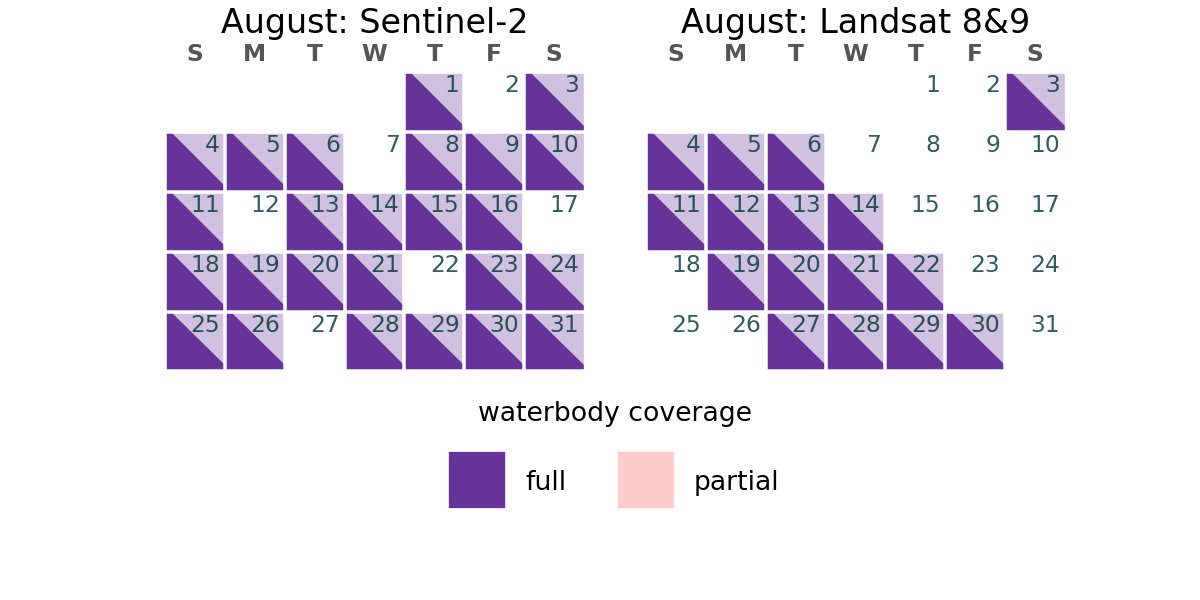 August: Sentinel-2
S M T W T F S
1 2 3
4 5 6 7 8 9 10
11 12 13 14 15 16 17
18 19 20 21 22 23 24
25 26 27 28 29 30 31
August: Landsat 8&9
S M T W T F S
1 2 3
4 5 6 7 8 9 10
11 12 13 14 15 16 17
18 19 20 21 22 23 24
25 26 27 28 29 30 31
waterbody coverage
full partial